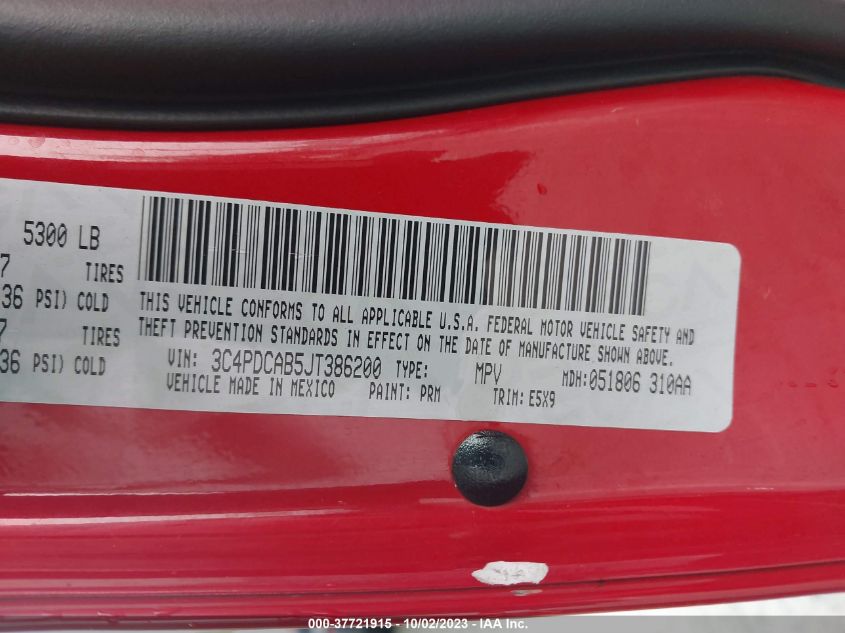 5300 LB
7 TIRES
36 PSI) COLD
7 TIRES
36 PSI) COLD
THIS VEHICLE CONFORMS TO ALL APPLICABLE U.S.A. FEDERAL MOTOR VEHICLE SAFETY AND
THEFT PREVENTION STANDARDS IN EFFECT ON THE DATE OF MANUFACTURE SHOWN ABOVE.
VIN: 3C4PDCAB5JT386200 TYPE: MPV MDH:051806 310AA
VEHICLE MADE IN MEXICO PAINT: PRM TRIM: E5X9
000-37721915 - 10/02/2023 - IAA Inc.